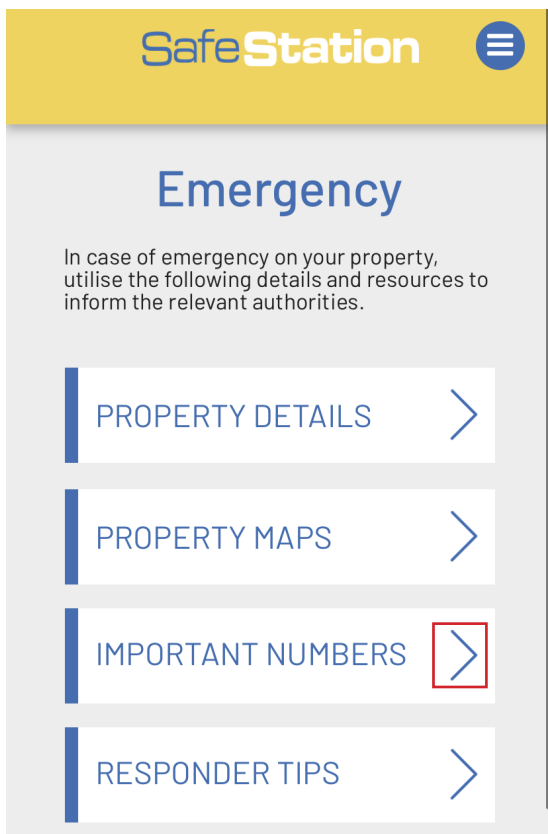 SafeStation
Emergency
In case of emergency on your property,
utilise the following details and resources to
inform the relevant authorities.
PROPERTY DETAILS
PROPERTY MAPS
IMPORTANT NUMBERS
RESPONDER TIPS